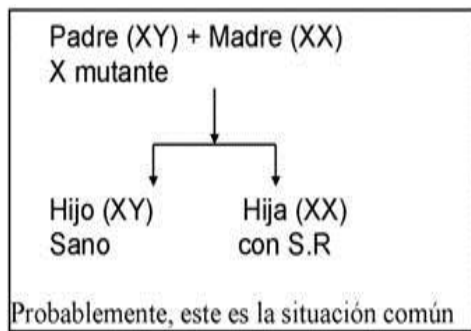 Padre (XY) + Madre (XX)
X mutante
Hijo (XY) Hija (XX)
Sano con S.R
Probablemente, este es la situación común